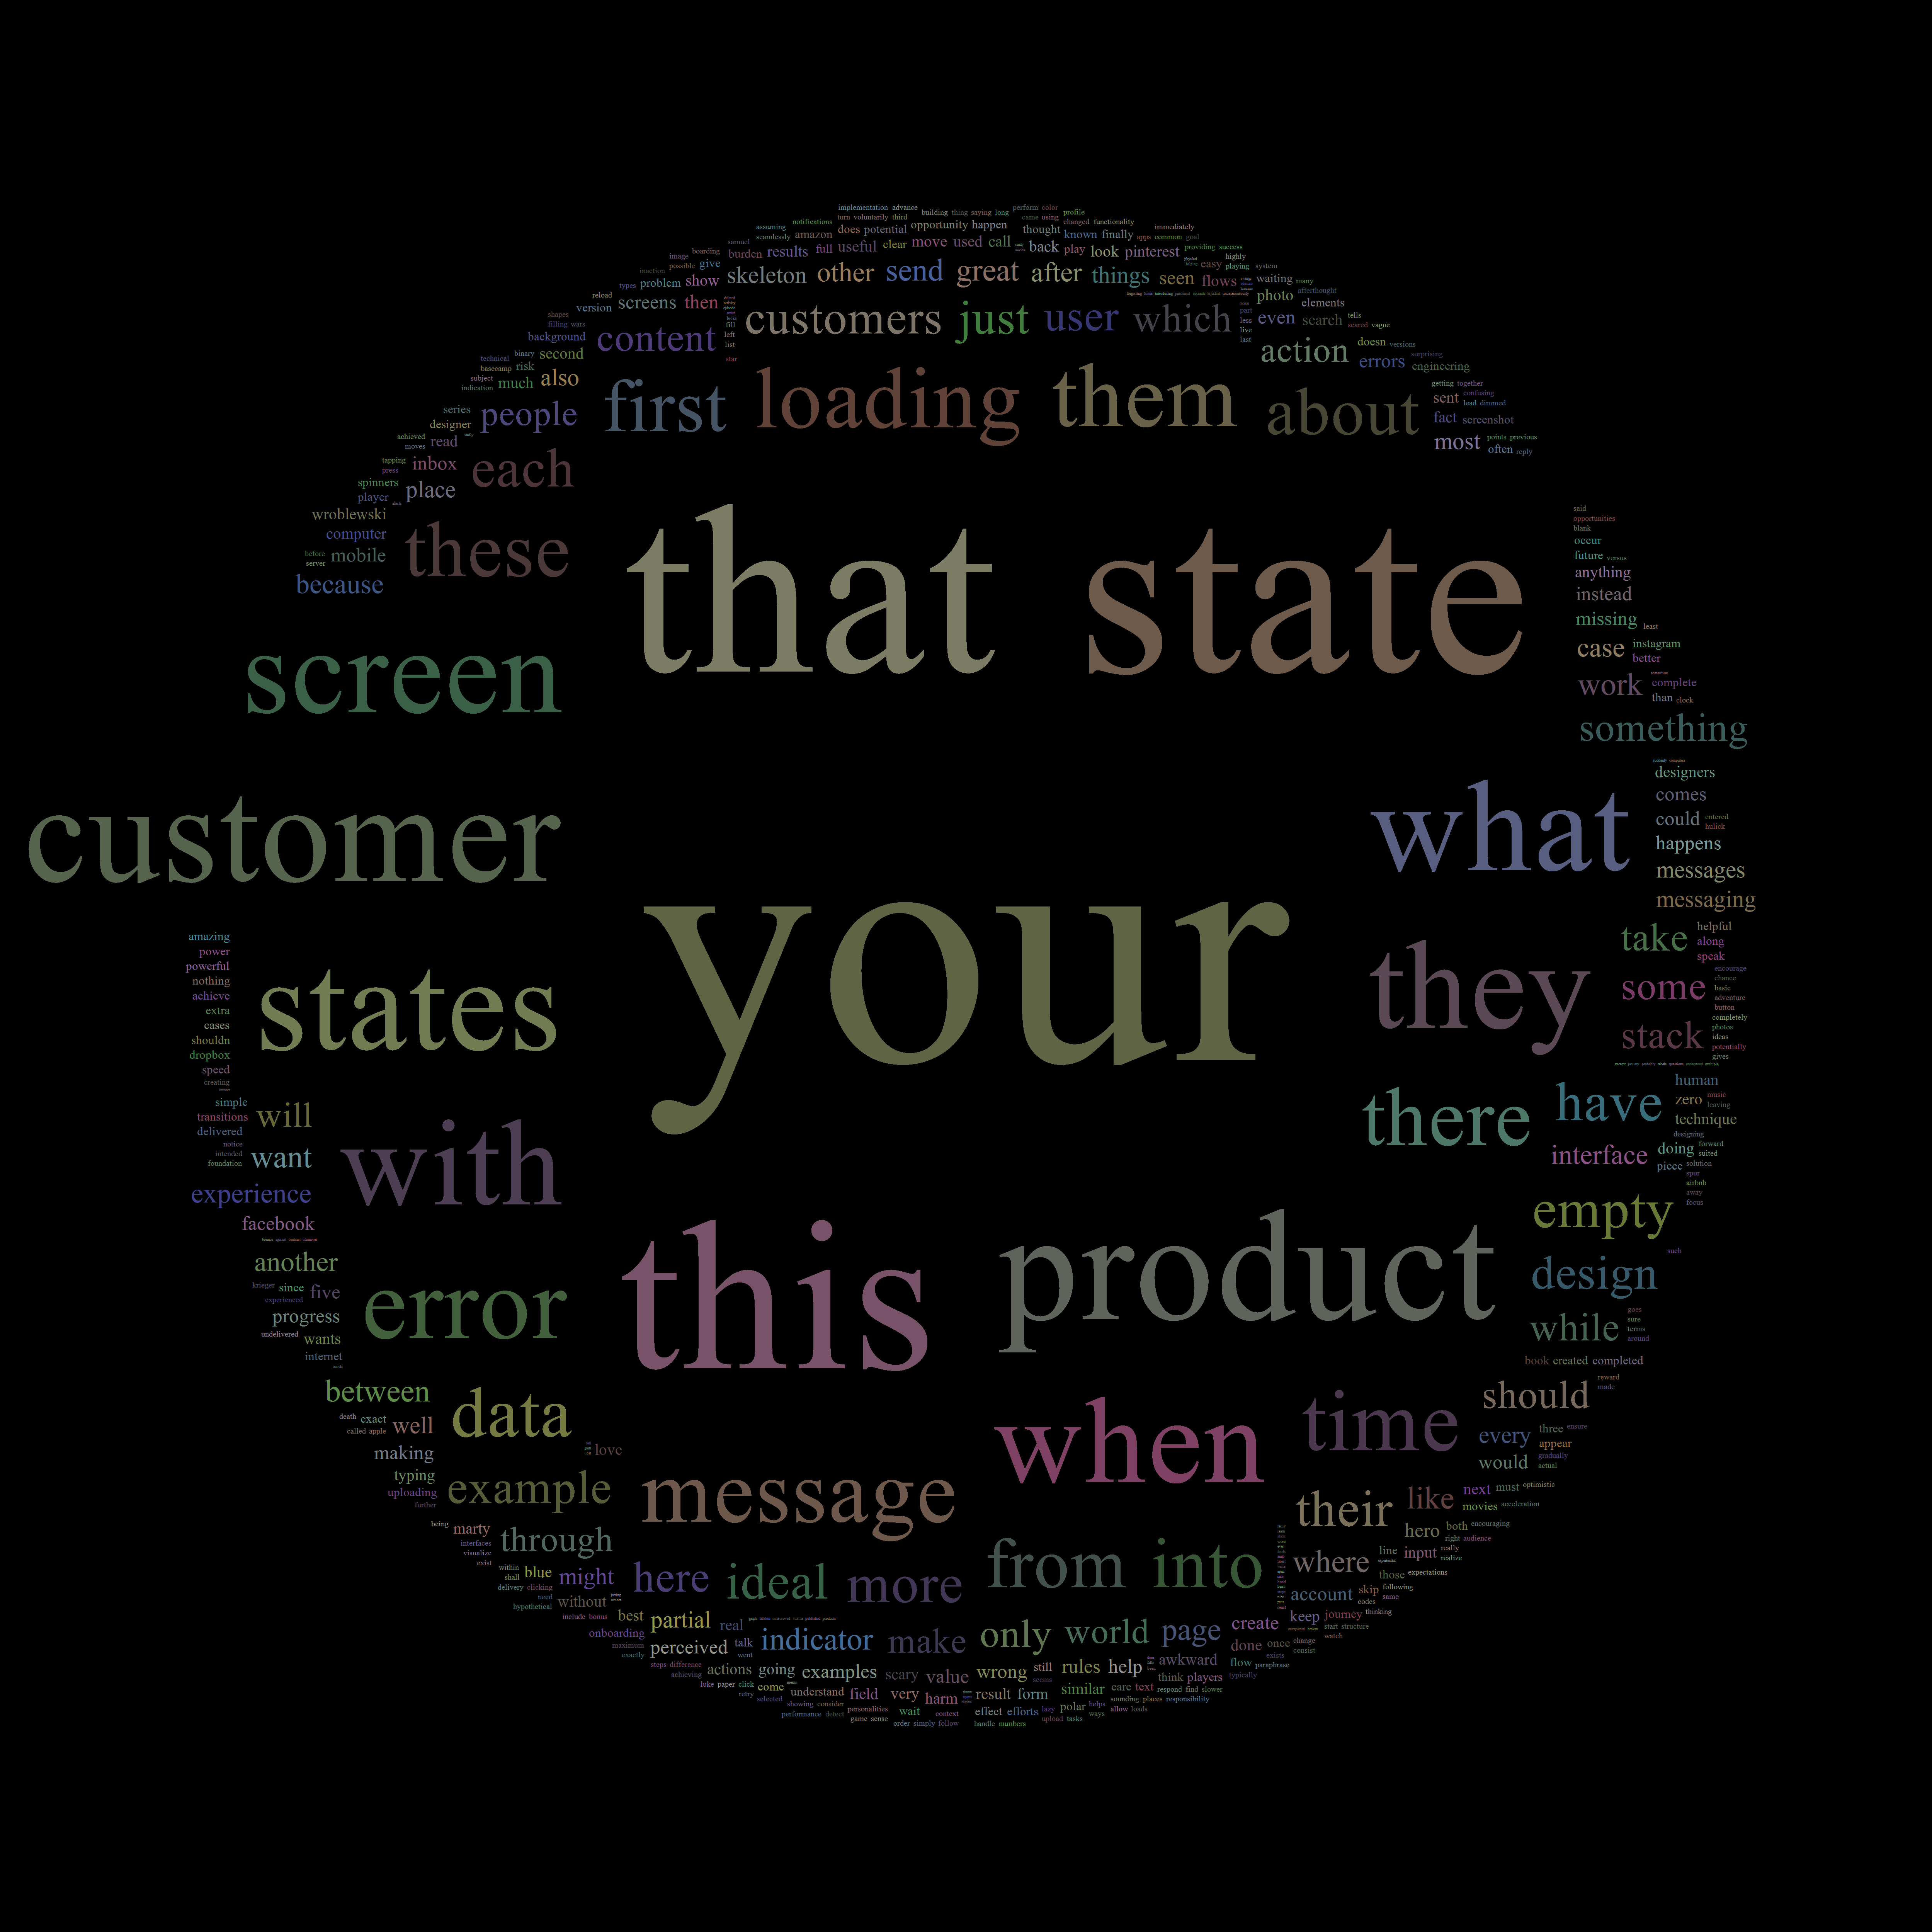 implementation advance
building thing saying long
perform color
profile
notifications
turn voluntarily third
came using
changed functionality
assuming
does potential
opportunity happen
thought
known finally
apps common goal
immediately
seamlessly amazon
samuel
burden results
full useful
clear move used call
back play look pinterest
providing success
boarding
image
possible give
skeleton other send great after things seen flows
easy
highly
playing
system
inaction
types problem show
waiting many
reload
version
screens then
content
customers just user which
photo
afterthought
elements
shapes
filling wars
background
fill
left
list
star
part
less
live
last
even search
tells
scared vague
technical
basecamp
binary
risk
second
also
action
doesn versions
errors
surprising
engineering
subject
indication
much
first loading them about
getting together
confusing
sent lead dimmed
series
designer
people
fact screenshot
achieved
moves read
most
points previous
often reply
tapping
press
inbox
each
spinners
player
place
wroblewski
computer
before
server
mobile
because
these
that state
said
opportunities
blank
occur
future versus
anything
instead
missing least
case instagram
better
screen
work complete
than clock
something
customer
what
designers
comes
could entered
hulick
happens
messages
messaging
your
amazing
power
powerful
nothing
achieve
extra
cases
shouldn
dropbox
speed
creating
states
they
take helpful
along
speak
some
encourage
chance
basic
adventure
button
stack
completely
photos
ideas
potentially
gives
simple
transitions
delivered
will
notice
intended
foundation
want
with
there have
human
zero music
leaving
technique
designing
interface doing forward
suited
piece solution
spur
airbnb
away
focus
experience
facebook
empty
another
this product
such
design
krieger since five
experienced
progress
error
goes
sure
terms
around
while
undelivered wants
internet
book created completed
between
data
when time
should
reward
made
death exact
called apple
well
making
love
every three ensure
appear
would gradually
actual
typing
uploading
further
example
message
their like next must optimistic
movies acceleration
being marty
interfaces
visualize
exist
through
hero both encouraging
right audience
within
shall blue
delivery clicking
need
hypothetical
might here ideal more from into
where line input really
realize
those expectations
without
account skip following
codes same
include bonus best partial real
onboarding
maximum
exactly
perceived talk
went
indicator make only world page create
keep journey thinking
start structure
watch
steps difference
achieving
actions going examples scary value wrong still rules help
awkward done once change
exists consist
flow paraphrase
luke paper click
retry
come
selected
understand field very harm result form similar care text
think players typically
respond find slower
showing consider
performance detect
personalities
wait context
effect efforts lazy polar helps
ways
sounding places responsibility
allow loads
game sense
order simply follow
handle numbers
upload tasks